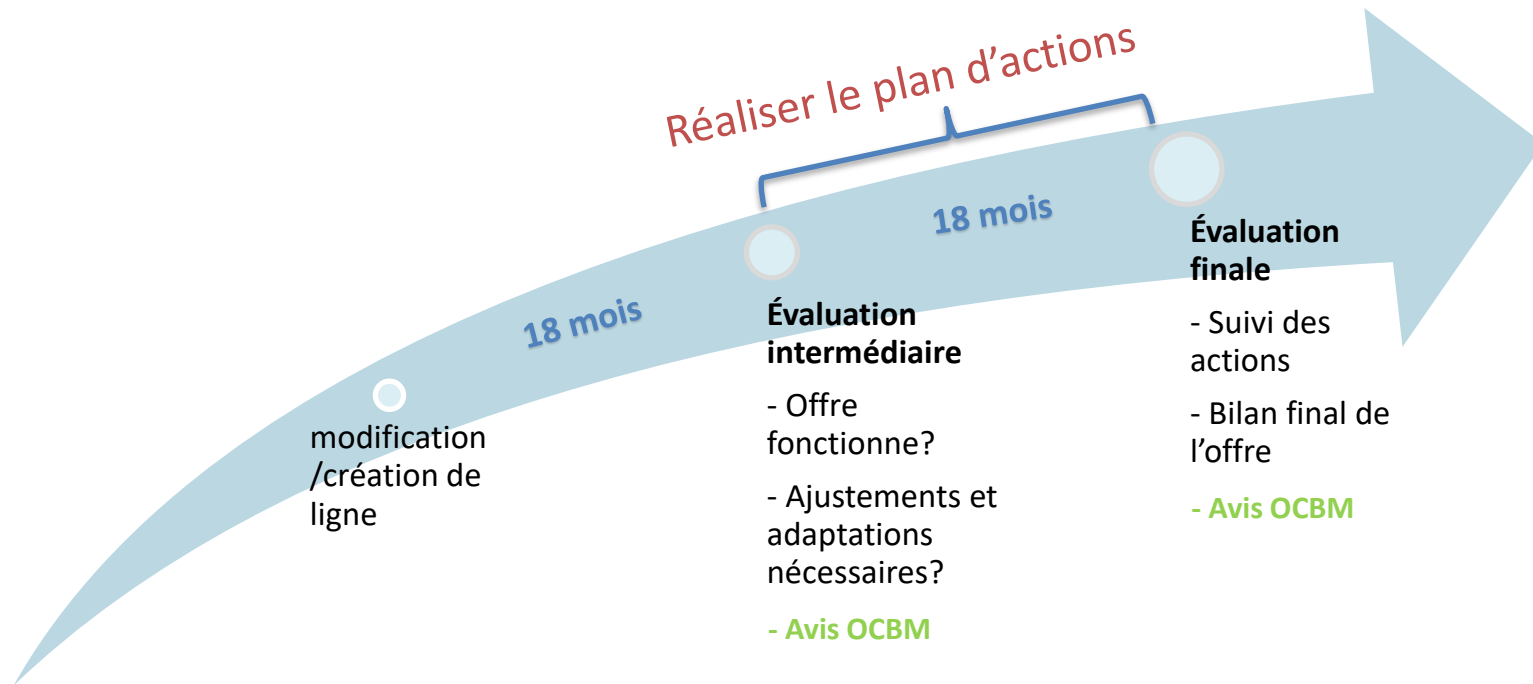 Réaliser le plan d’actions
18 mois
18 mois
modification
/création de
ligne
Évaluation
intermédiaire
- Offre
fonctionne?
- Ajustements et
adaptations
nécessaires?
- Avis OCBM
Évaluation
finale
- Suivi des
actions
- Bilan final de
l’offre
- Avis OCBM